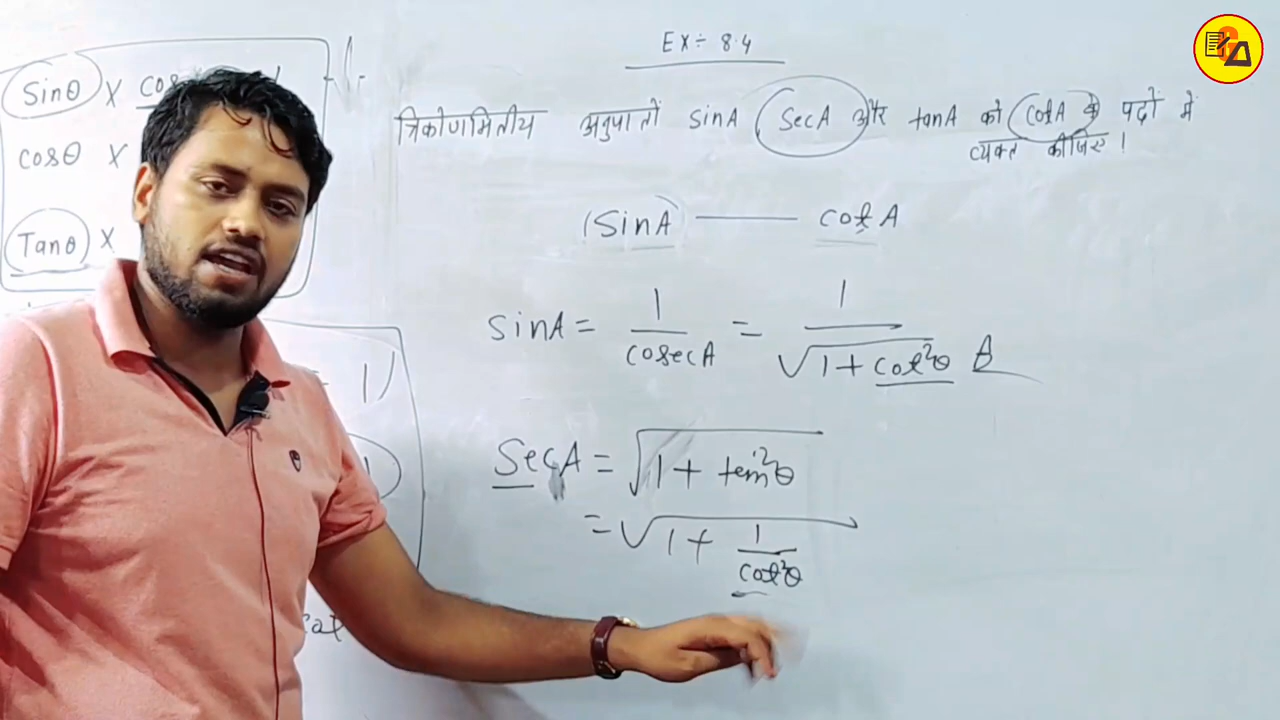 EX÷ 8.4
त्रिकोणमितीय अनुपातों sinA SecA और tanA को cotA के पदों में
व्यक्त कीजिए।
Sinθ ×
cosθ ×
Tanθ ×
SinA — cotA
sinA = 1/cosecA = 1/√1+cot²θ
SecA = √1+tan²θ
= √1+1/cot²θ